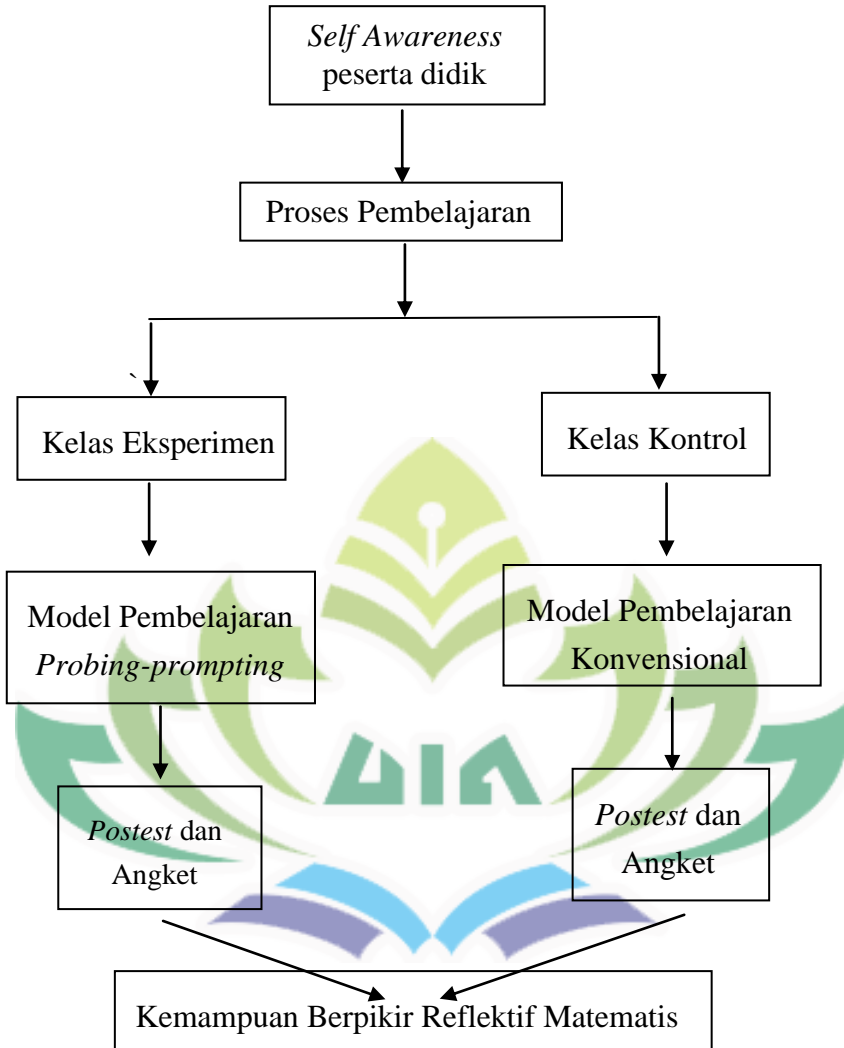 Self Awareness
peserta didik
Proses Pembelajaran
`
Kelas Eksperimen
Kelas Kontrol
Model Pembelajaran
Probing-prompting
Model Pembelajaran
Konvensional
UIN
Postest dan
Angket
Postest dan
Angket
Kemampuan Berpikir Reflektif Matematis